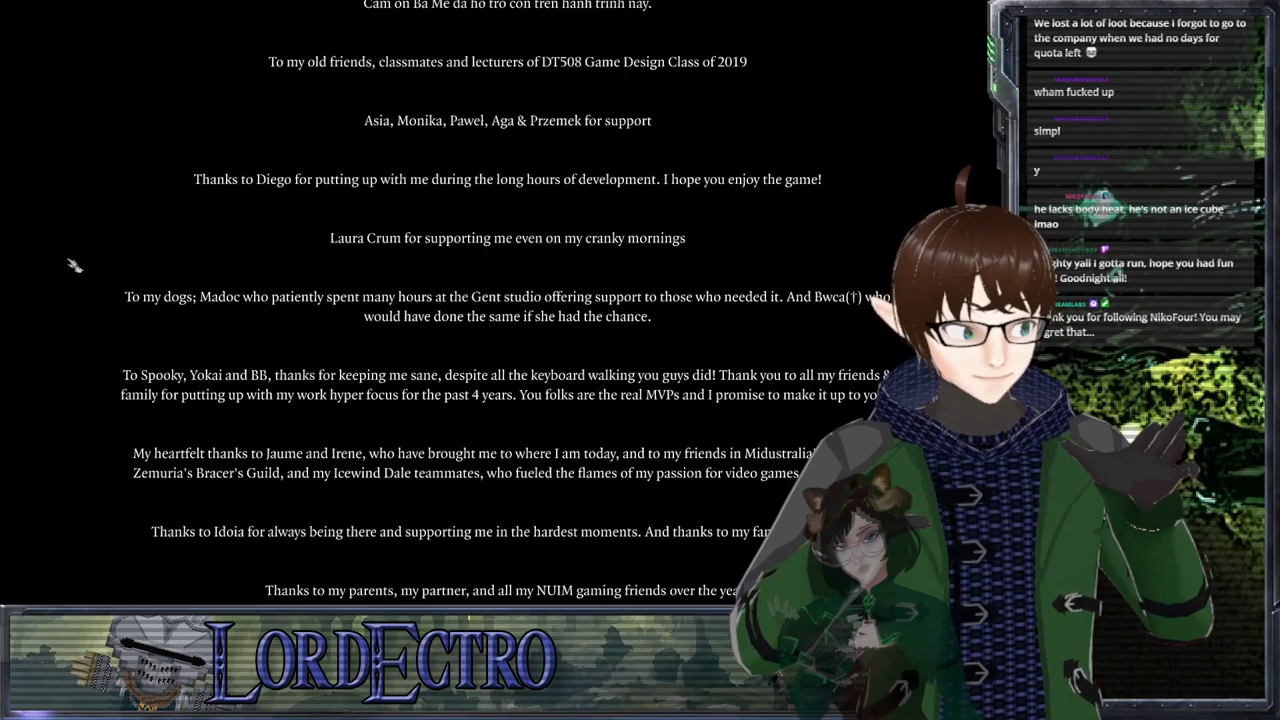 Cam on Ba Me da ho tro con tren hanh trinh nay.
To my old friends, classmates and lecturers of DT508 Game Design Class of 2019
Asia, Monika, Paweł, Aga & Przemek for support
Thanks to Diego for putting up with me during the long hours of development. I hope you enjoy the game!
Laura Crum for supporting me even on my cranky mornings
To my dogs; Madoc who patiently spent many hours at the Gent studio offering support to those who needed it. And Bwca(†) who
would have done the same if she had the chance.
To Spooky, Yokai and BB, thanks for keeping me sane, despite all the keyboard walking you guys did! Thank you to all my friends &
family for putting up with my work hyper focus for the past 4 years. You folks are the real MVPs and I promise to make it up to yo
My heartfelt thanks to Jaume and Irene, who have brought me to where I am today, and to my friends in Midustrial
Zemuria's Bracer's Guild, and my Icewind Dale teammates, who fueled the flames of my passion for video games
Thanks to Idoia for always being there and supporting me in the hardest moments. And thanks to my fa
Thanks to my parents, my partner, and all my NUIM gaming friends over the yea
We lost a lot of loot because I forgot to go to
the company when we had no days for
quota left
wham fucked up
simpl
y
he lacks body heat, he's not an ice cube
lmao
ghty yall i gotta run, hope you had fun
! Goodnight all!
REAMLABS
nk you for following NikoFour! You may
gret that...
LORDECTRO